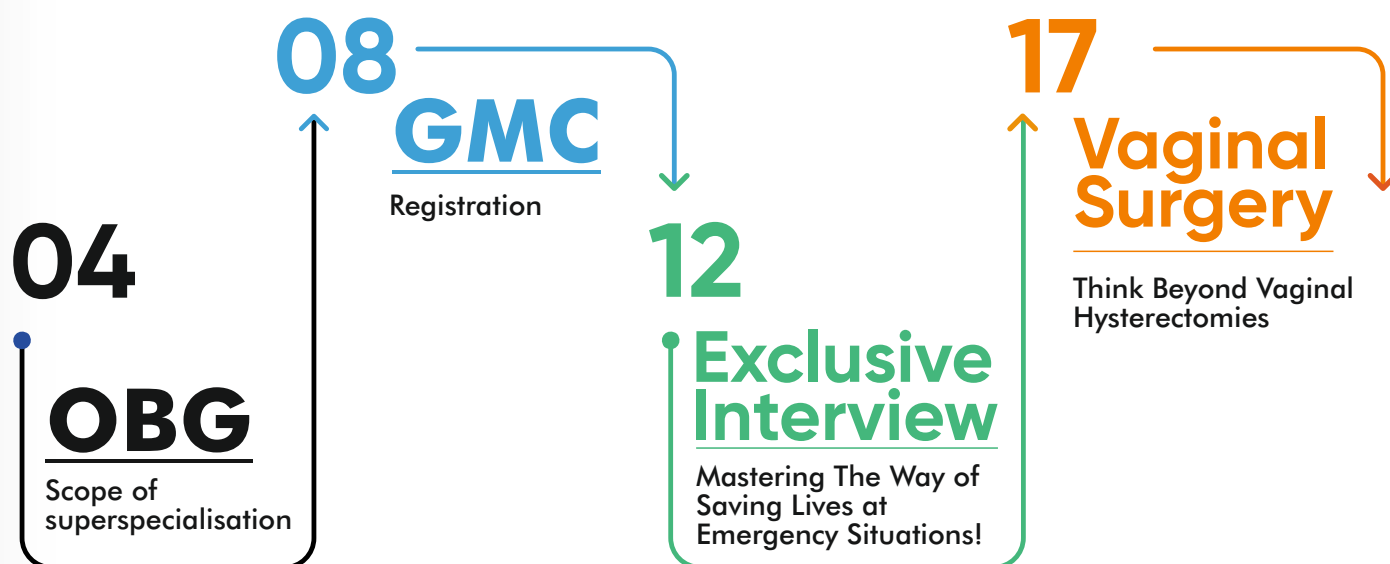 04
OBG
Scope of
superspecialisation
08
GMC
Registration
12
Exclusive
Interview
Mastering The Way of
Saving Lives at
Emergency Situations!
17
Vaginal
Surgery
Think Beyond Vaginal
Hysterectomies